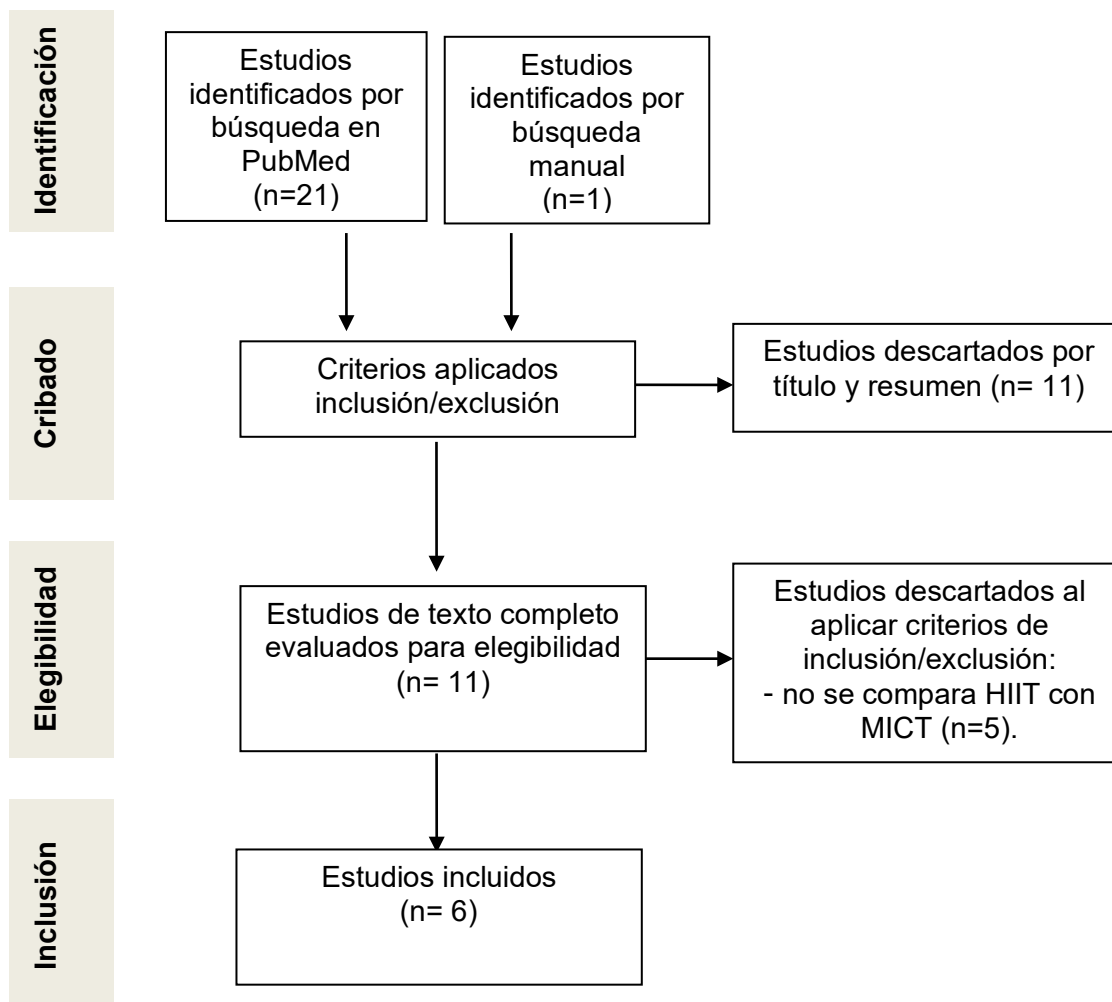 Identificación
Estudios
identificados por
búsqueda en
PubMed
(n=21)
Estudios
identificados por
búsqueda
manual
(n=1)
Cribado
Criterios aplicados
inclusión/exclusión
Estudios descartados por
título y resumen (n= 11)
Elegibilidad
Estudios de texto completo
evaluados para elegibilidad
(n= 11)
Estudios descartados al
aplicar criterios de
inclusión/exclusión:
- no se compara HIIT con
MICT (n=5).
Inclusión
Estudios incluidos
(n= 6)